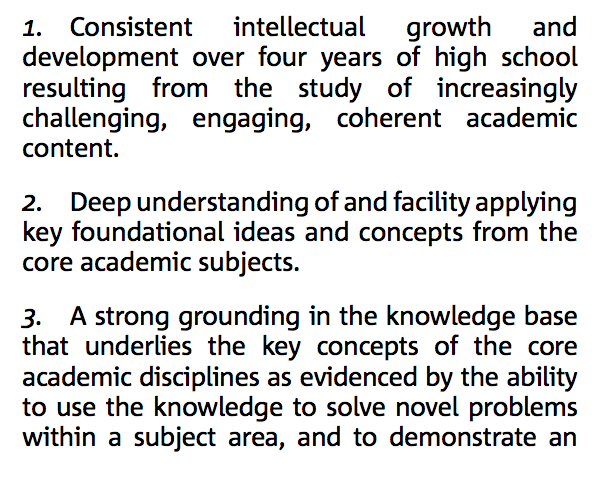 1. Consistent intellectual growth and
development over four years of high school
resulting from the study of increasingly
challenging, engaging, coherent academic
content.
2. Deep understanding of and facility applying
key foundational ideas and concepts from the
core academic subjects.
3. A strong grounding in the knowledge base
that underlies the key concepts of the core
academic disciplines as evidenced by the ability
to use the knowledge to solve novel problems
within a subject area, and to demonstrate an